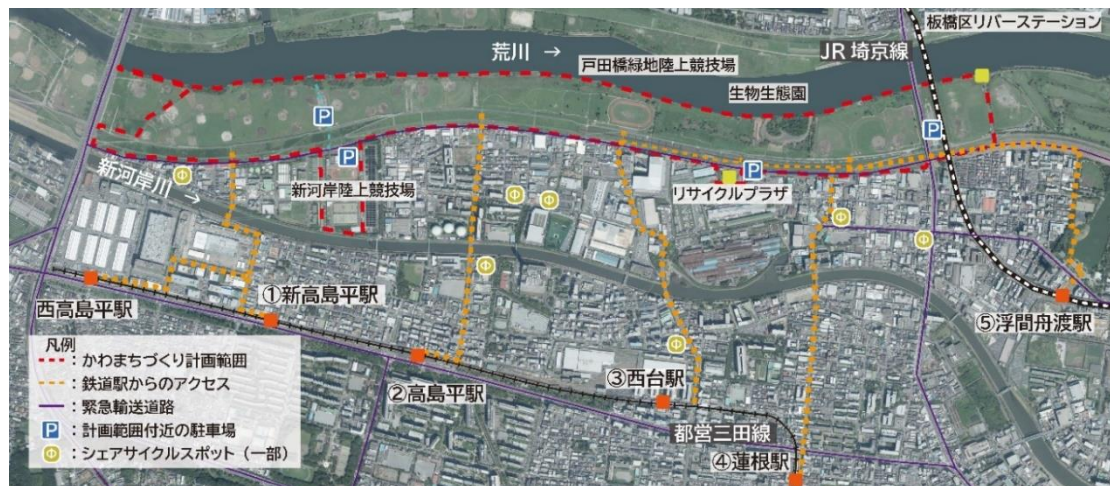 板橋区リバーステーション
JR 埼京線
荒川 →
戸田橋緑地陸上競技場
生物生態園
P
P
P
P
新河岸川 →
新河岸陸上競技場
リサイクルプラザ
西高島平駅
①新高島平駅
②高島平駅
③西台駅
都営三田線
④蓮根駅
⑤浮間舟渡駅
凡例
：かわまちづくり計画範囲
：鉄道駅からのアクセス
：緊急輸送道路
P：計画範囲付近の駐車場
：シェアサイクルスポット（一部）